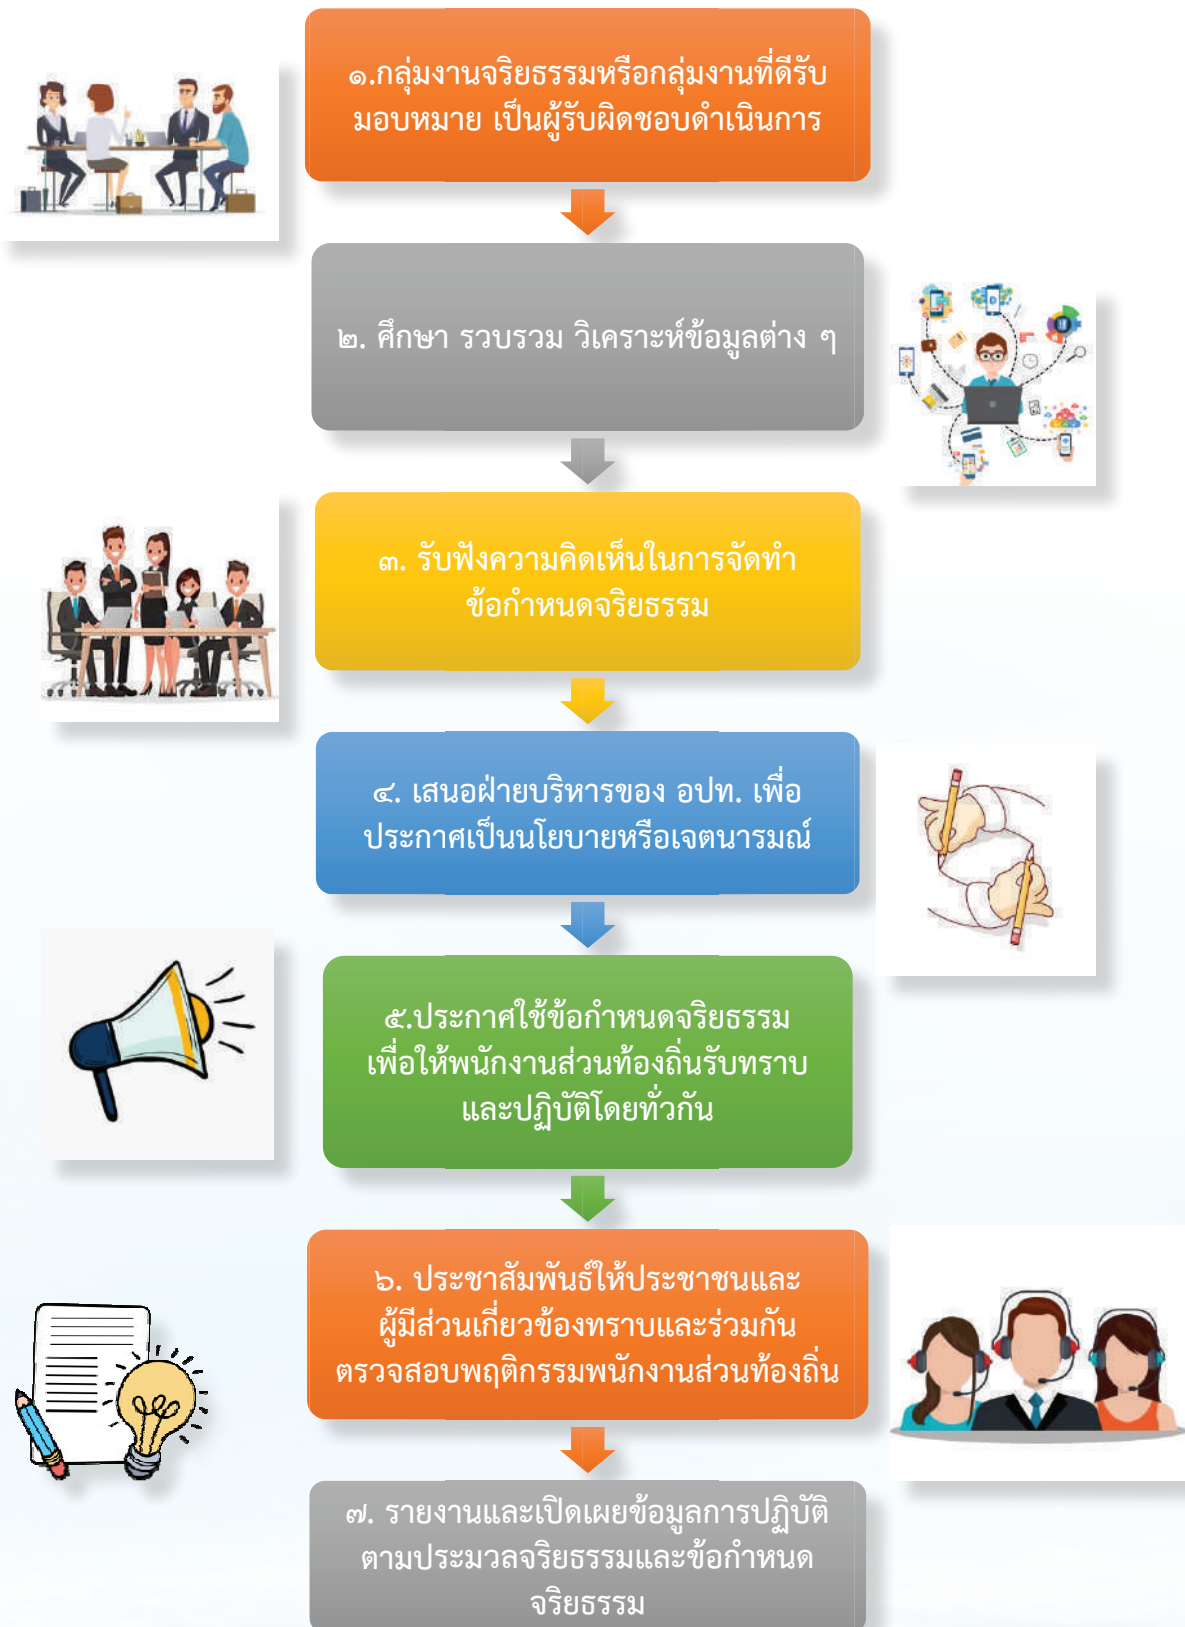 ๑.กลุ่มงานจริยธรรมหรือกลุ่มงานที่ดีรับ
มอบหมาย เป็นผู้รับผิดชอบดำเนินการ
๒. ศึกษา รวบรวม วิเคราะห์ข้อมูลต่าง ๆ
๓. รับฟังความคิดเห็นในการจัดทำ
ข้อกำหนดจริยธรรม
๔. เสนอฝ่ายบริหารของ อปท. เพื่อ
ประกาศเป็นนโยบายหรือเจตนารมณ์
๕.ประกาศใช้ข้อกำหนดจริยธรรม
เพื่อให้พนักงานส่วนท้องถิ่นรับทราบ
และปฏิบัติโดยทั่วกัน
๖. ประชาสัมพันธ์ให้ประชาชนและ
ผู้มีส่วนเกี่ยวข้องทราบและร่วมกัน
ตรวจสอบพฤติกรรมพนักงานส่วนท้องถิ่น
๗. รายงานและเปิดเผยข้อมูลการปฏิบัติ
ตามประมวลจริยธรรมและข้อกำหนด
จริยธรรม